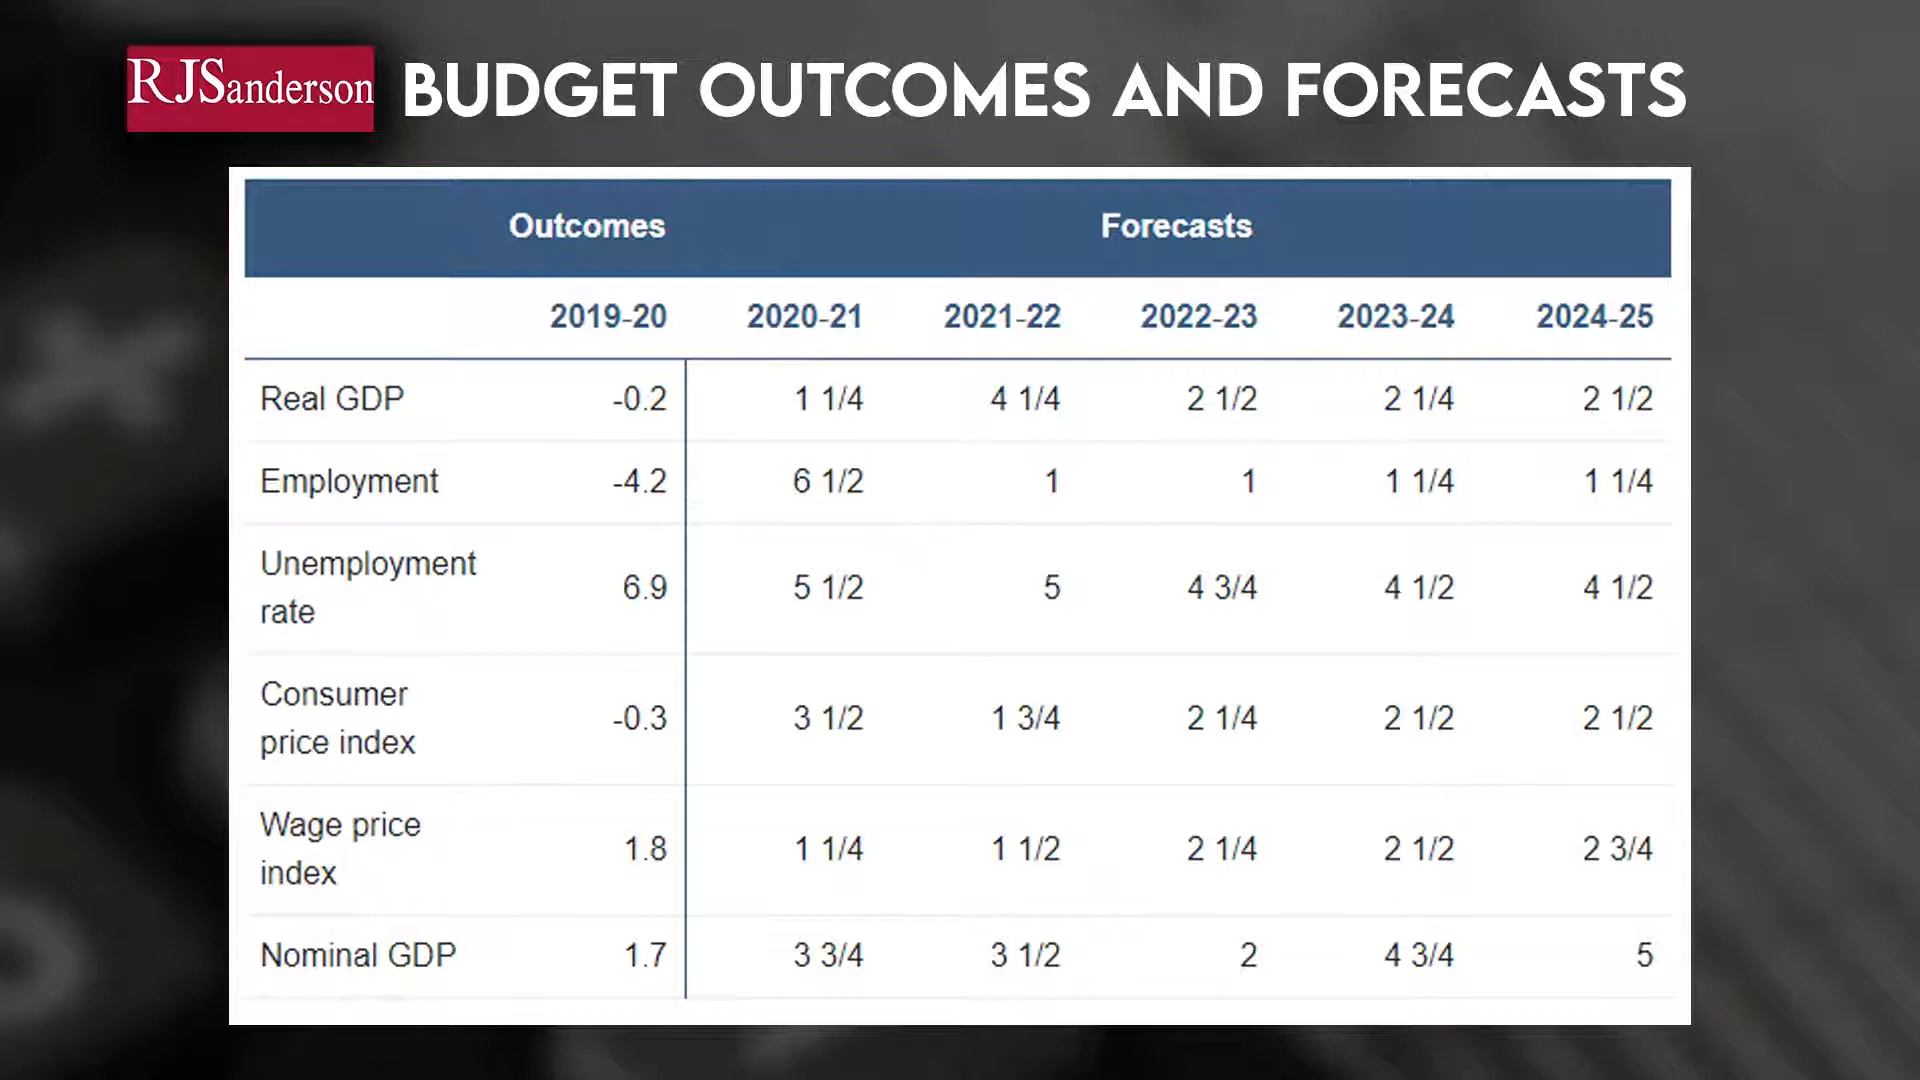 RJSanderson BUDGET OUTCOMES AND FORECASTS
Outcomes Forecasts
2019-20 2020-21 2021-22 2022-23 2023-24 2024-25
Real GDP -0.2 1 1/4 4 1/4 2 1/2 2 1/4 2 1/2
Employment -4.2 6 1/2 1 1 1 1/4 1 1/4
Unemployment
rate 6.9 5 1/2 5 4 3/4 4 1/2 4 1/2
Consumer
price index -0.3 3 1/2 1 3/4 2 1/4 2 1/2 2 1/2
Wage price
index 1.8 1 1/4 1 1/2 2 1/4 2 1/2 2 3/4
Nominal GDP 1.7 3 3/4 3 1/2 2 4 3/4 5